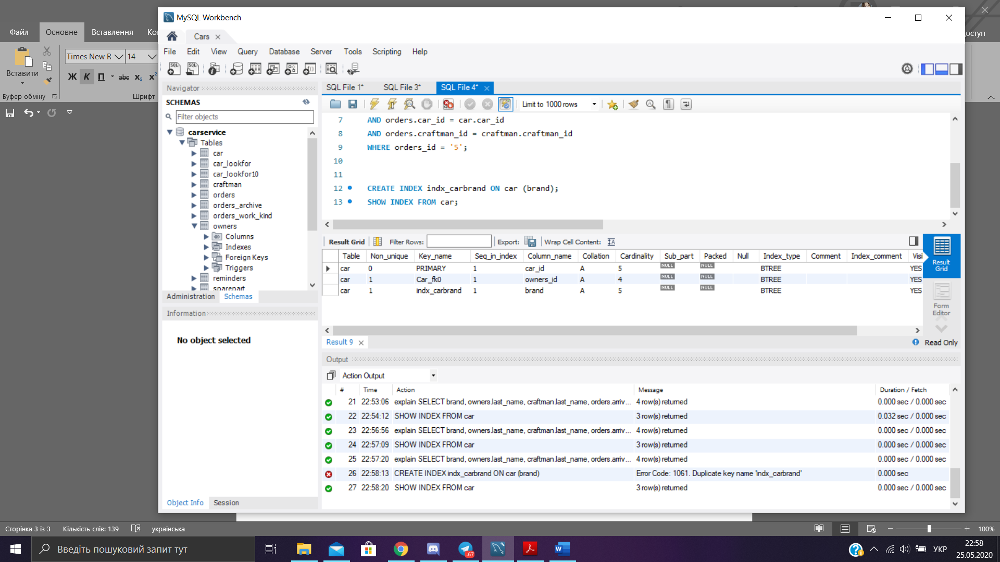 MySQL Workbench
Файл
Основне
Вставлення
Ко
оступ
Cars
File Edit View Query Database Server Tools Scripting Help
Times New R
14
Вставити
Ж К П abc x₂ x²
Буфер обміну
Шрифт
Navigator
SCHEMAS
Filter objects
carservice
Tables
car
car_lookfor
car_lookfor10
craftman
orders
orders_archive
orders_work_kind
owners
Columns
Indexes
Foreign Keys
Triggers
reminders
sparepart
Administration Schemas
Information
No object selected
Object Info Session
SQL File 1* SQL File 3* SQL File 4*
Limit to 1000 rows
7 AND orders.car_id = car.car_id
8 AND orders.craftman_id = craftman.craftman_id
9 WHERE orders_id = '5';
10
11
12 CREATE INDEX indx_carbrand ON car (brand);
13 SHOW INDEX FROM car;
Result Grid Filter Rows: Export: Wrap Cell Content: IA
Table Non_unique Key_name Seq_in_index Column_name Collation Cardinality Sub_part Packed Null Index_type Comment Index_comment Visi
car 0 PRIMARY 1 car_id A 5 NULL NULL BTREE YES
car 1 Car_fk0 1 owners_id A 4 NULL NULL BTREE YES
car 1 indx_carbrand 1 brand A 5 NULL NULL BTREE YES
Result Grid
Form Editor
Result 9
Read Only
Output
Action Output
# Time Action Message Duration / Fetch
21 22:53:06 explain SELECT brand, owners.last_name, craftman.last_name, orders.arriv... 4 row(s) returned 0.000 sec / 0.000 sec
22 22:54:12 SHOW INDEX FROM car 3 row(s) returned 0.032 sec / 0.000 sec
23 22:56:56 explain SELECT brand, owners.last_name, craftman.last_name, orders.arriv... 4 row(s) returned 0.000 sec / 0.000 sec
24 22:57:09 SHOW INDEX FROM car 3 row(s) returned 0.000 sec / 0.000 sec
25 22:57:20 explain SELECT brand, owners.last_name, craftman.last_name, orders.arriv... 4 row(s) returned 0.000 sec / 0.000 sec
26 22:58:13 CREATE INDEX indx_carbrand ON car (brand) Error Code: 1061. Duplicate key name 'indx_carbrand' 0.000 sec
27 22:58:20 SHOW INDEX FROM car 3 row(s) returned 0.000 sec / 0.000 sec
Сторінка 3 із 3 Кількість слів: 139 українська
100%
Введіть пошуковий запит тут
..67
УКР
22:58
25.05.2020